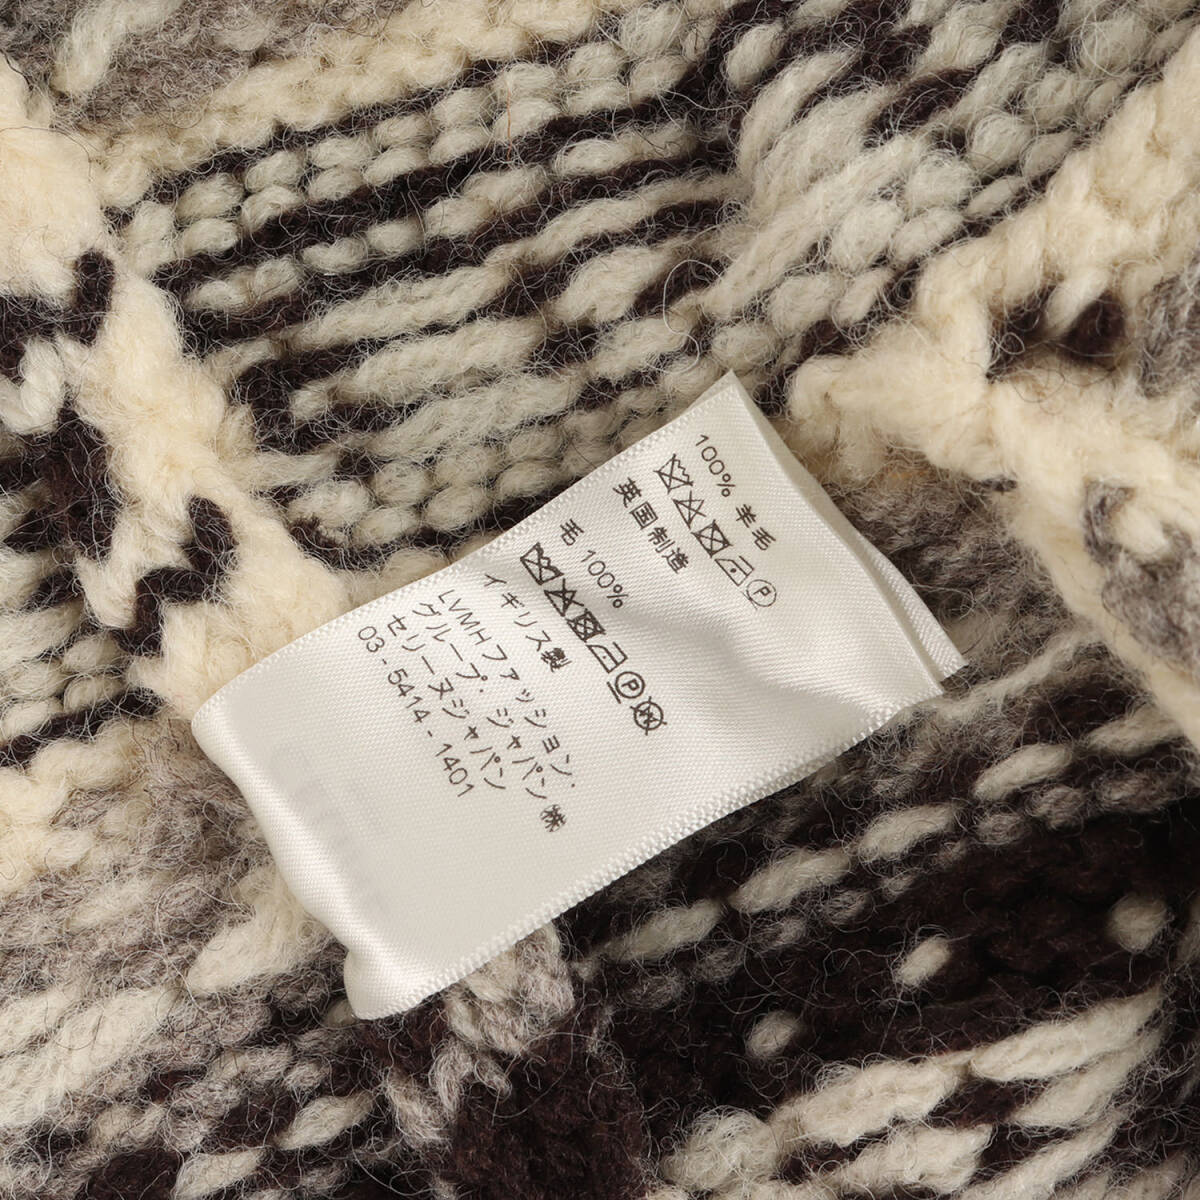 100% 羊毛
英国制造
毛 100%
イギリス製
LVMHファッション・
グループ・ジャパン㈱
セリーヌジャパン
03-5414-1401